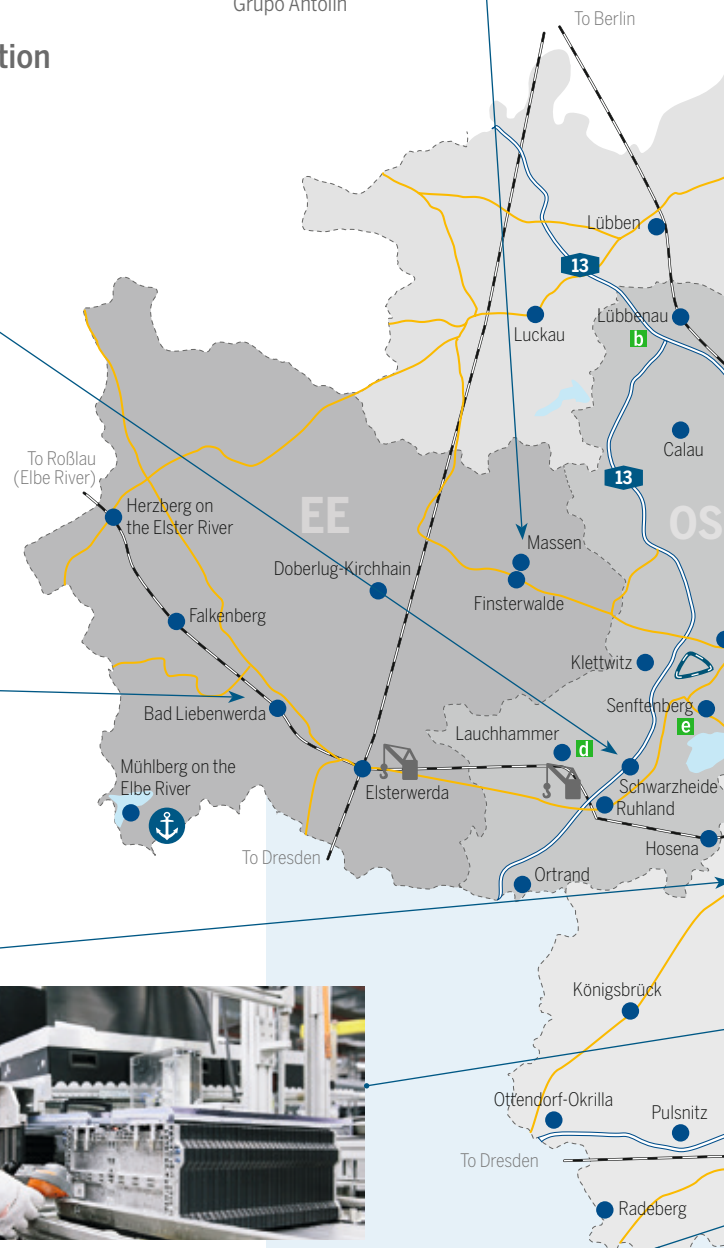 Grupo Antolin
To Berlin
tion
Lübben
13
Lübbenau
b
Luckau
Calau
13
To Roßlau
(Elbe River)
Herzberg on
the Elster River
EE
OS
Massen
Doberlug-Kirchhain
Finsterwalde
Falkenberg
Klettwitz
Bad Liebenwerda
Senftenberg
e
Lauchhammer
d
Mühlberg on the
Elbe River
Elsterwerda
Schwarzheide
Ruhland
Hosena
To Dresden
Ortrand
Königsbrück
Ottendorf-Okrilla
Pulsnitz
To Dresden
Radeberg